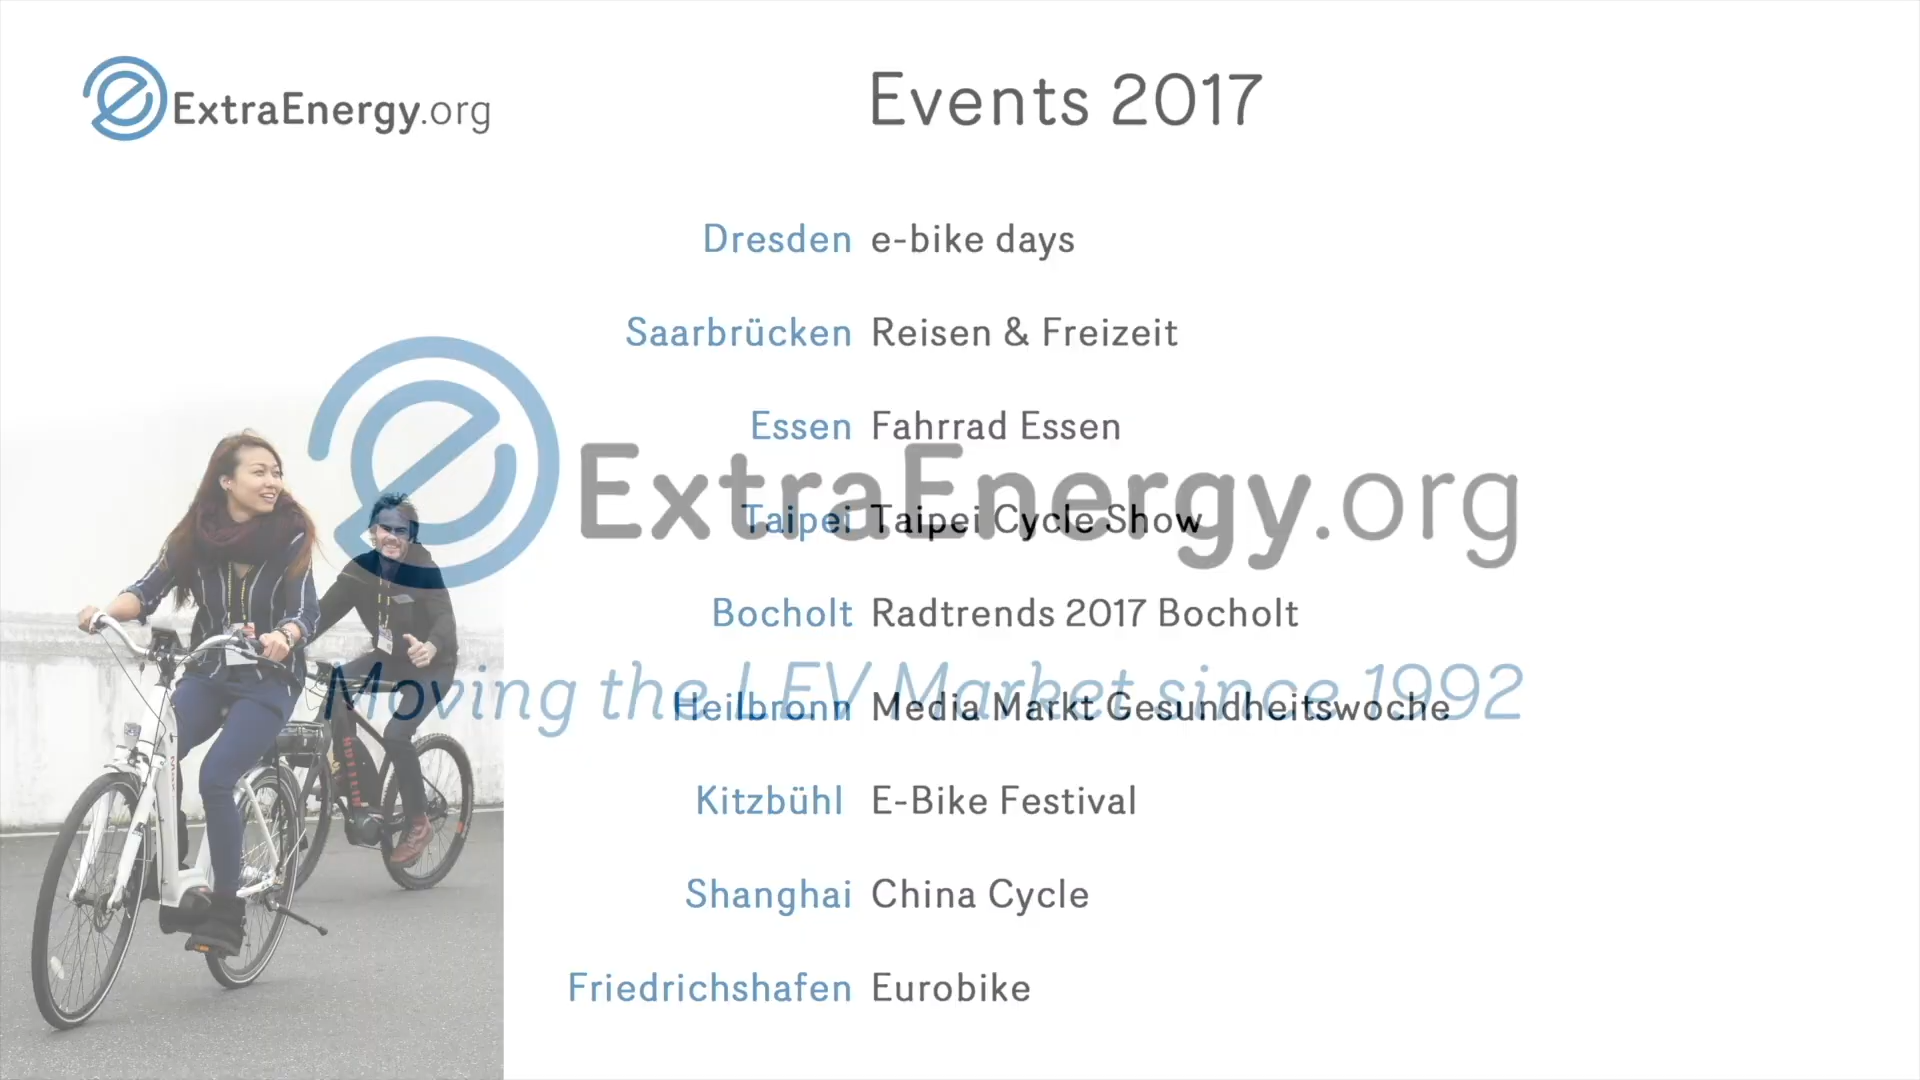 ExtraEnergy.org
Events 2017
Dresden e-bike days
Saarbrücken Reisen & Freizeit
Essen Fahrrad Essen
ExtraEnergy.org
Taipei Taipei Cycle Show
Bocholt Radtrends 2017 Bocholt
Moving the LEV Market since 1992
Heilbronn Media Markt Gesundheitswoche
Kitzbühl E-Bike Festival
Shanghai China Cycle
Friedrichshafen Eurobike